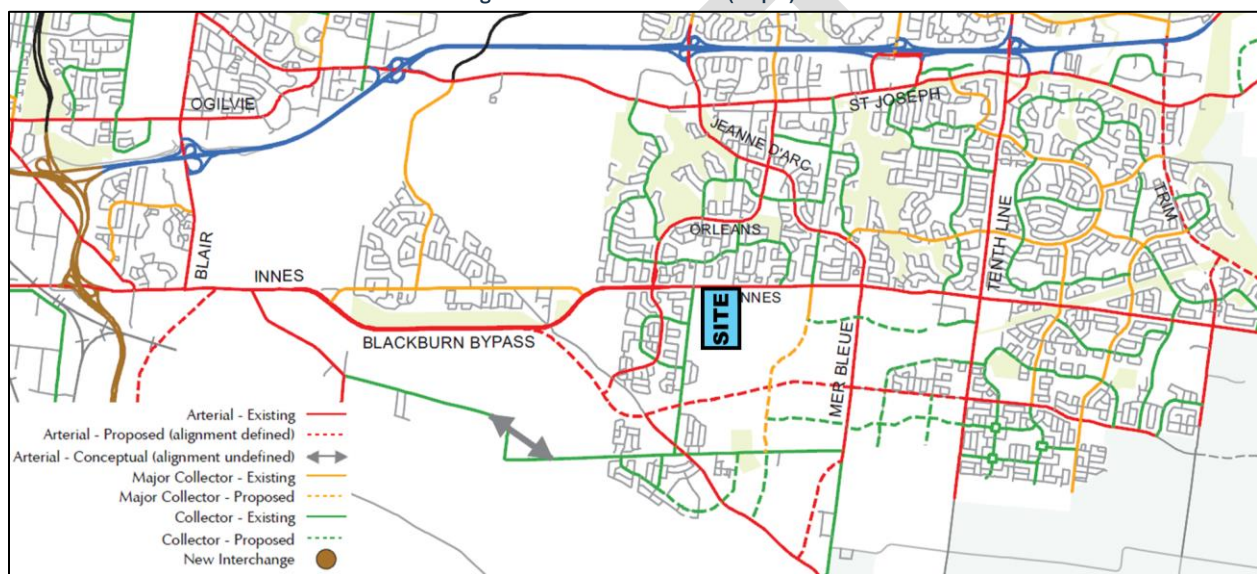 OGILVIE
ST JOSEPH
JEANNE D'ARC
TRIM
BLAIR
ORLEANS
TENTH LINE
INNES
SITE
NNES
BLACKBURN BYPASS
MER BLEUE
Arterial - Existing
Arterial - Proposed (alignment defined)
Arterial - Conceptual (alignment undefined)
Major Collector - Existing
Major Collector - Proposed
Collector - Existing
Collector - Proposed
New Interchange